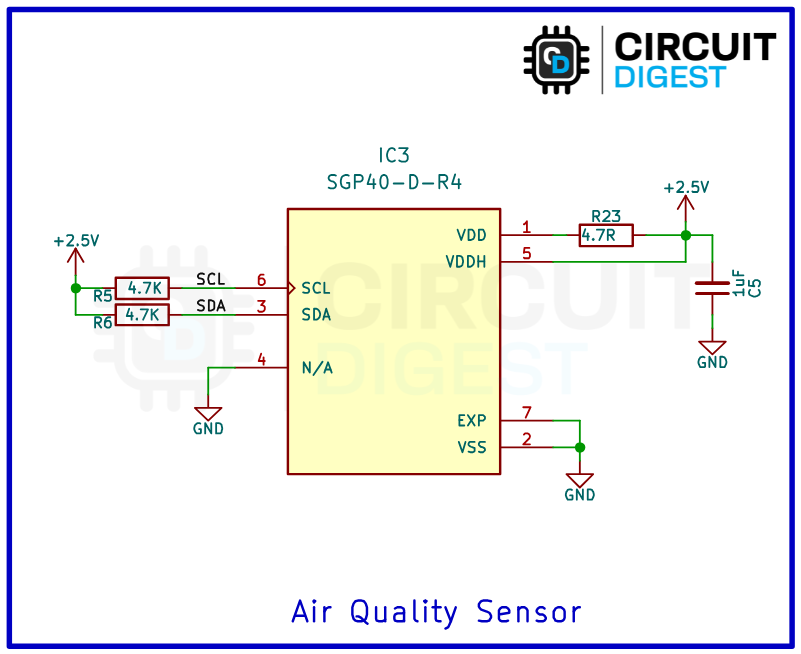 CIRCUIT
DIGEST
IC3
SGP40-D-R4
+2.5V
R5
4.7K
SCL
6
SCL
R6
4.7K
SDA
3
SDA
4
N/A
GND
VDD
1
R23
4.7R
+2.5V
VDDH
5
1uF
C5
GND
EXP
7
VSS
2
GND
CIRCUIT
DIGEST
Air Quality Sensor